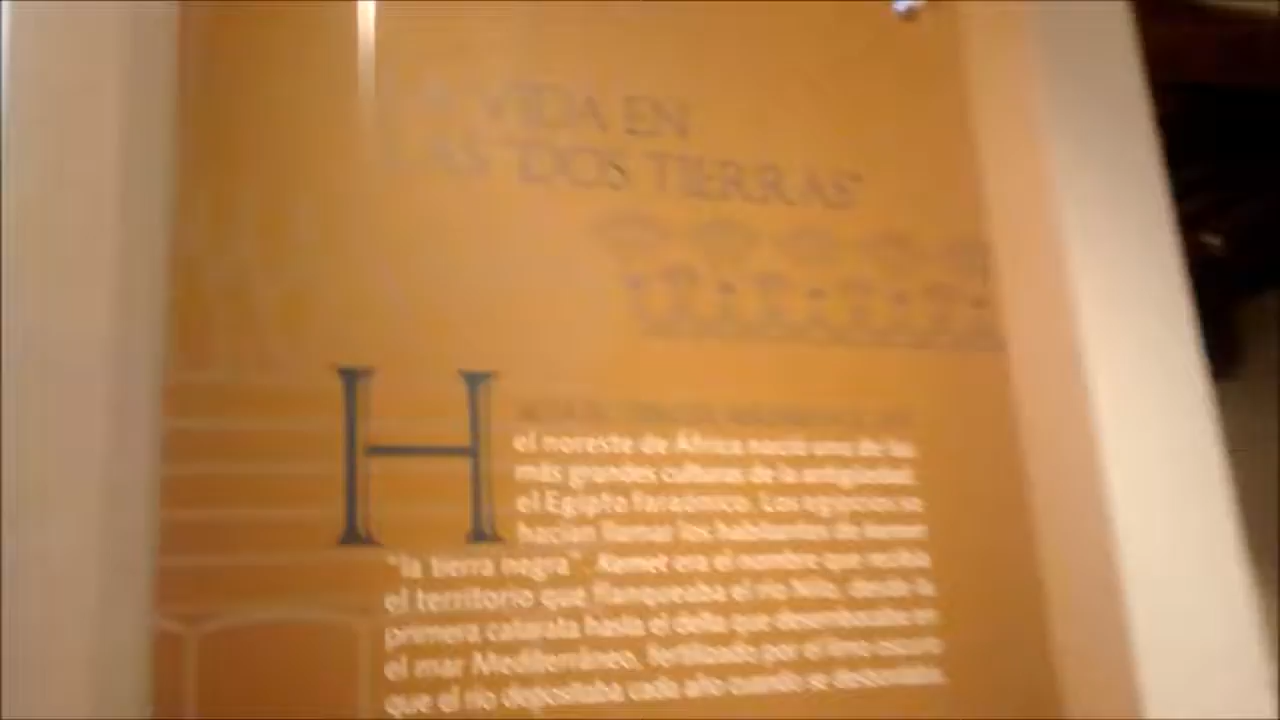 LA VIDA EN
LAS "DOS TIERRAS"
H
el noreste de África nació una de las
más grandes culturas de la antigüedad:
el Egipto faraónico. Los egipcios se
hacían llamar los habitantes de
"la tierra negra". Kemet era el nombre que recibía
el territorio que flanqueaba el río Nilo, desde la
primera catarata hasta el delta que desembocaba en
el mar Mediterráneo, fertilizado por el limo oscuro
que el río depositaba cada año cuando se desbordaba.